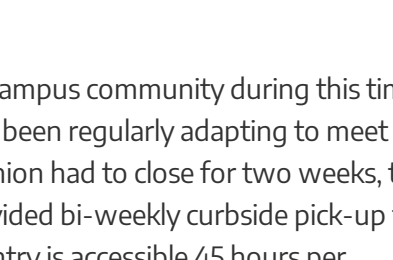 ampus community during this tim
been regularly adapting to meet
nion had to close for two weeks, t
vided bi-weekly curbside pick-up
ntry is accessible 45 hours per